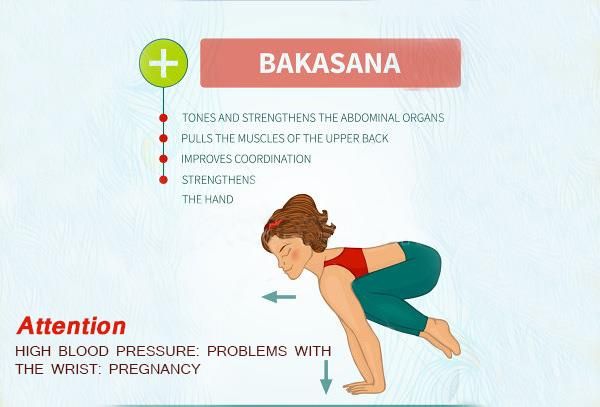 BAKASANA
TONES AND STRENGTHENS THE ABDOMINAL ORGANS
PULLS THE MUSCLES OF THE UPPER BACK
IMPROVES COORDINATION
STRENGTHENS
THE HAND
Attention
HIGH BLOOD PRESSURE: PROBLEMS WITH
THE WRIST: PREGNANCY